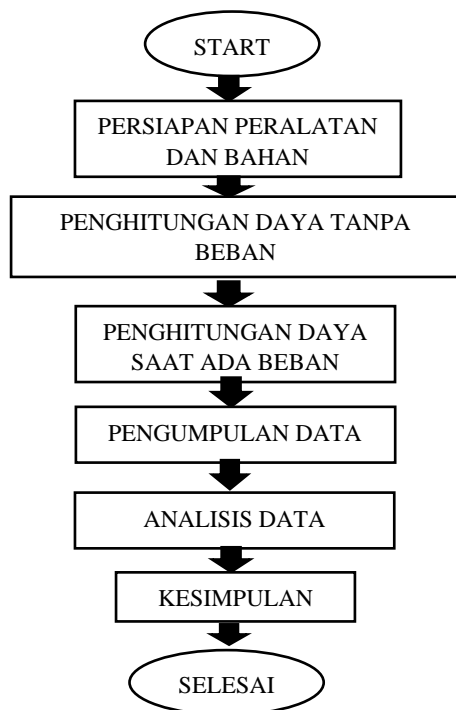 START
PERSIAPAN PERALATAN
DAN BAHAN
PENGHITUNGAN DAYA TANPA
BEBAN
PENGHITUNGAN DAYA
SAAT ADA BEBAN
PENGUMPULAN DATA
ANALISIS DATA
KESIMPULAN
SELESAI